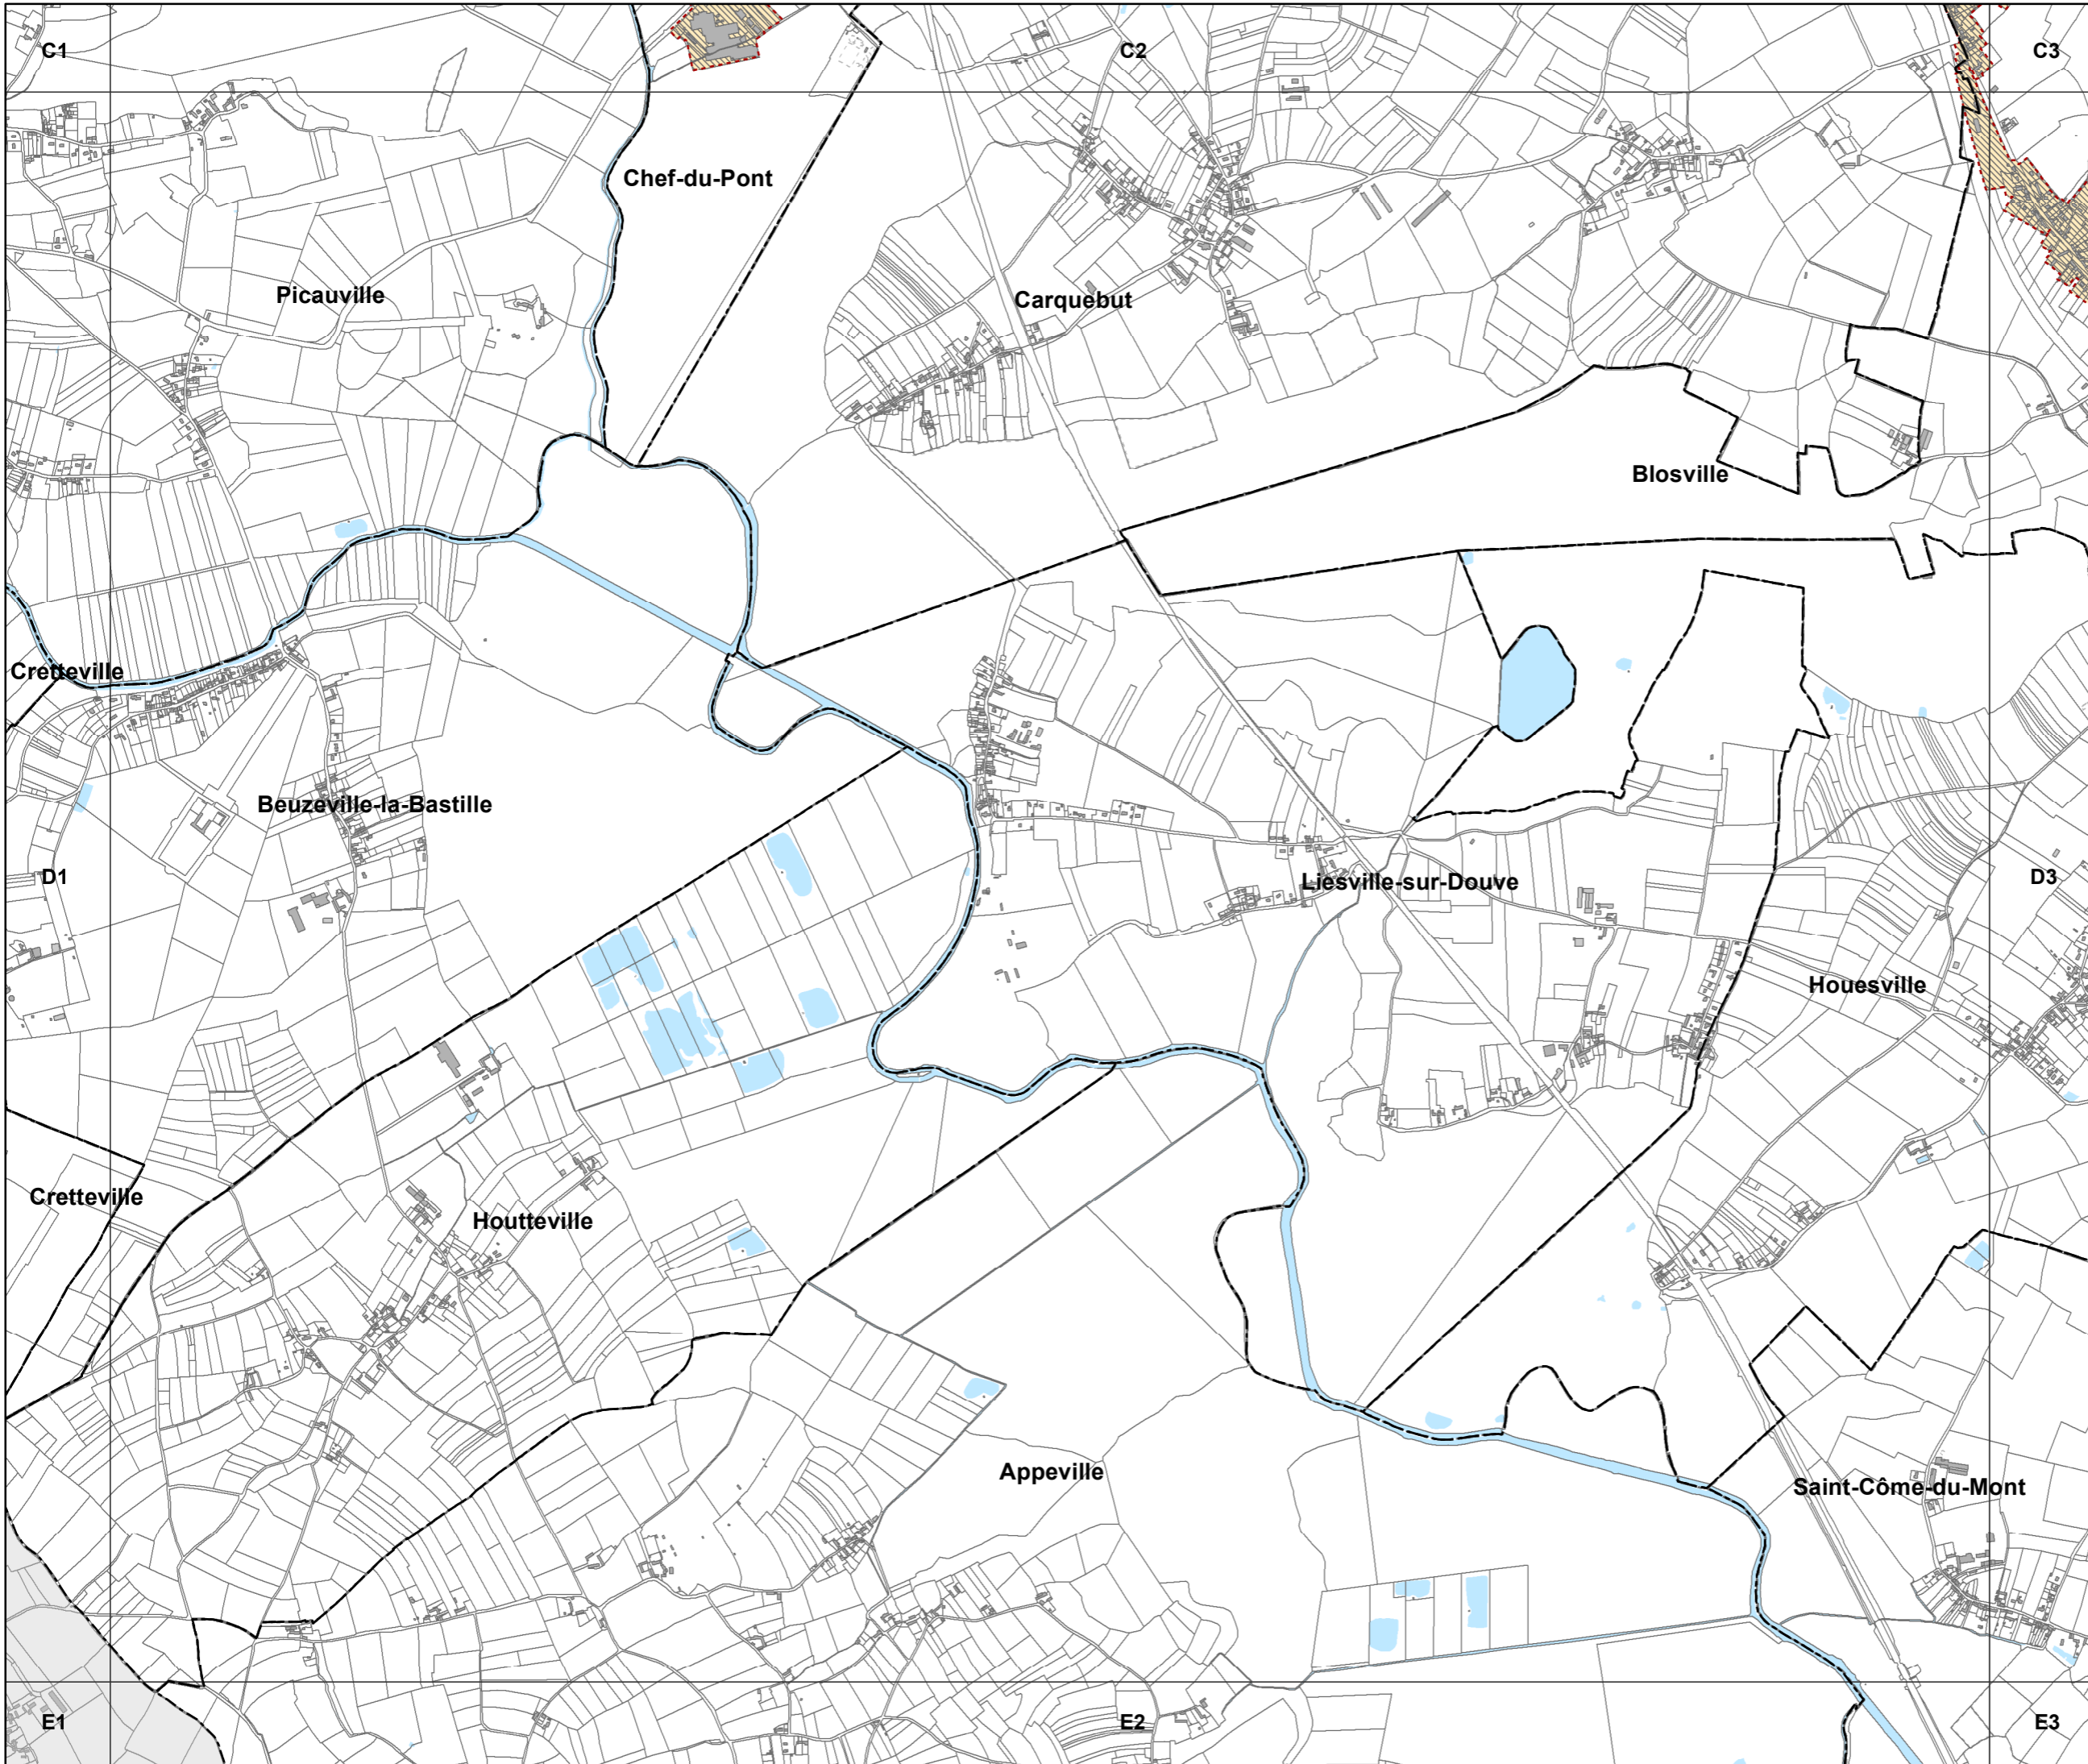 C1
C2
C3
Chef-du-Pont
Picauville
Carquebut
Blosville
Cretteville
Beuzeville-la-Bastille
D1
Liesville-sur-Douve
D3
Houesville
Cretteville
Houtteville
Appeville
Saint-Côme-du-Mont
E1
E2
E3